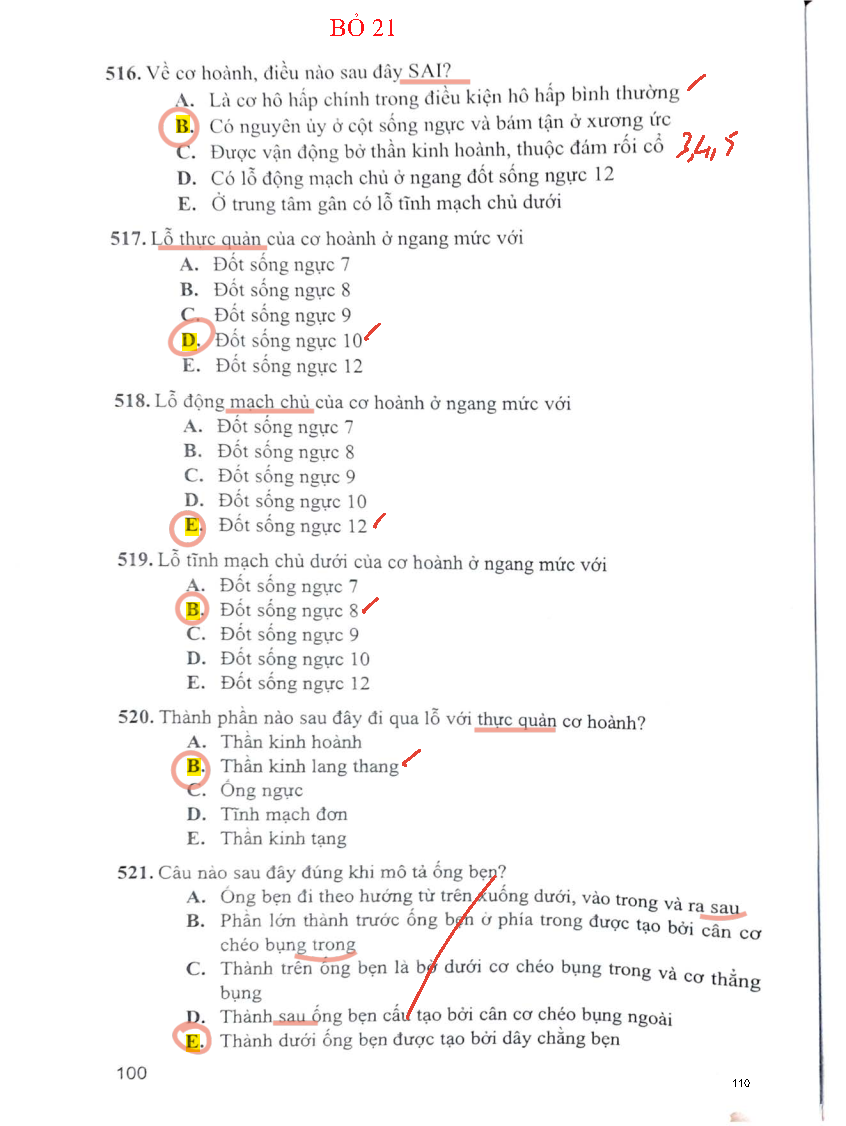 BỎ 21
516. Về cơ hoành, điều nào sau đây SAI?
A. Là cơ hô hấp chính trong điều kiện hô hấp bình thường
B. Có nguyên ủy ở cột sống ngực và bám tận ở xương ức
C. Được vận động bở thần kinh hoành, thuộc đám rối cổ 3,4,5
D. Có lỗ động mạch chủ ở ngang đốt sống ngực 12
E. Ở trung tâm gân có lỗ tĩnh mạch chủ dưới
517. Lỗ thực quản của cơ hoành ở ngang mức với
A. Đốt sống ngực 7
B. Đốt sống ngực 8
C. Đốt sống ngực 9
D. Đốt sống ngực 10
E. Đốt sống ngực 12
518. Lỗ động mạch chủ của cơ hoành ở ngang mức với
A. Đốt sống ngực 7
B. Đốt sống ngực 8
C. Đốt sống ngực 9
D. Đốt sống ngực 10
E. Đốt sống ngực 12
519. Lỗ tĩnh mạch chủ dưới của cơ hoành ở ngang mức với
A. Đốt sống ngực 7
B. Đốt sống ngực 8
C. Đốt sống ngực 9
D. Đốt sống ngực 10
E. Đốt sống ngực 12
520. Thành phần nào sau đây đi qua lỗ với thực quản cơ hoành?
A. Thần kinh hoành
B. Thần kinh lang thang
C. Ống ngực
D. Tĩnh mạch đơn
E. Thần kinh tạng
521. Câu nào sau đây đúng khi mô tả ống bẹn?
A. Ống bẹn đi theo hướng từ trên xuống dưới, vào trong và ra sau
B. Phần lớn thành trước ống bẹn ở phía trong được tạo bởi cân cơ
chéo bụng trong
C. Thành trên ống bẹn là bờ dưới cơ chéo bụng trong và cơ thẳng
bụng
D. Thành sau ống bẹn cấu tạo bởi cân cơ chéo bụng ngoài
E. Thành dưới ống bẹn được tạo bởi dây chằng bẹn
100
110